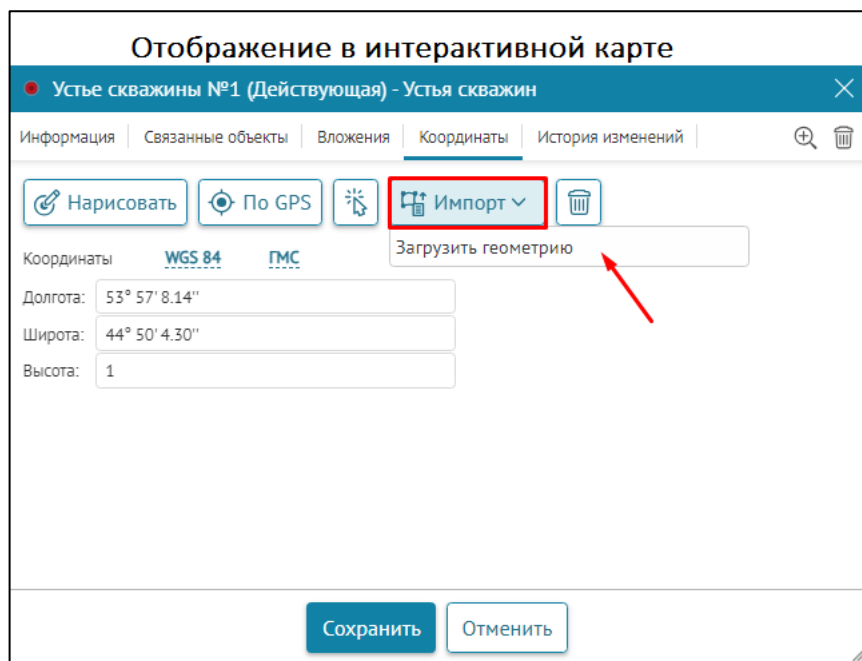 Отображение в интерактивной карте
Устье скважины №1 (Действующая) - Устья скважин
Информация Связанные объекты Вложения Координаты История изменений
Нарисовать По GPS Импорт
Загрузить геометрию
Координаты WGS 84 ГМС
Долгота: 53° 57' 8.14''
Широта: 44° 50' 4.30''
Высота: 1
Сохранить Отменить